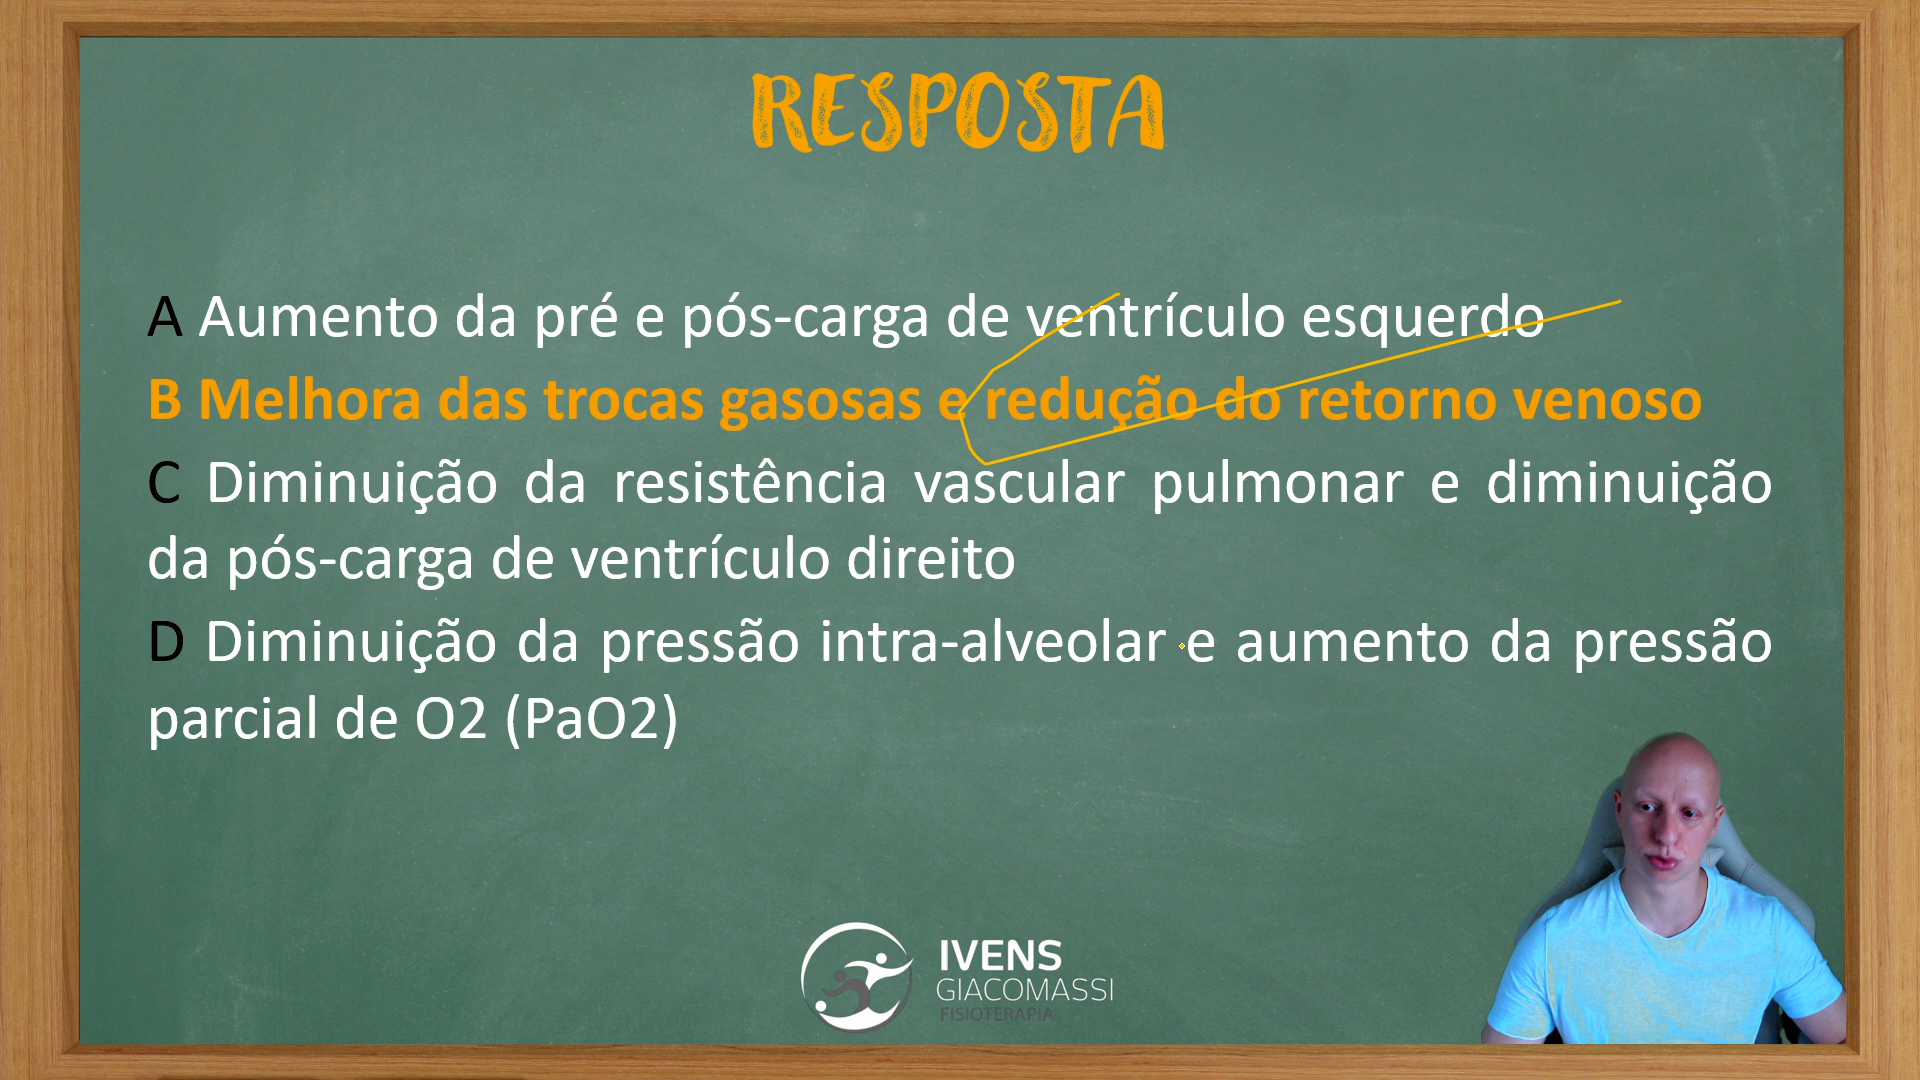 RESPOSTA
A Aumento da pré e pós-carga de ventrículo esquerdo
B Melhora das trocas gasosas e redução do retorno venoso
C Diminuição da resistência vascular pulmonar e diminuição
da pós-carga de ventrículo direito
D Diminuição da pressão intra-alveolar e aumento da pressão
parcial de O2 (PaO2)
IVENS
GIACOMASSI
FISIOTERAPIA